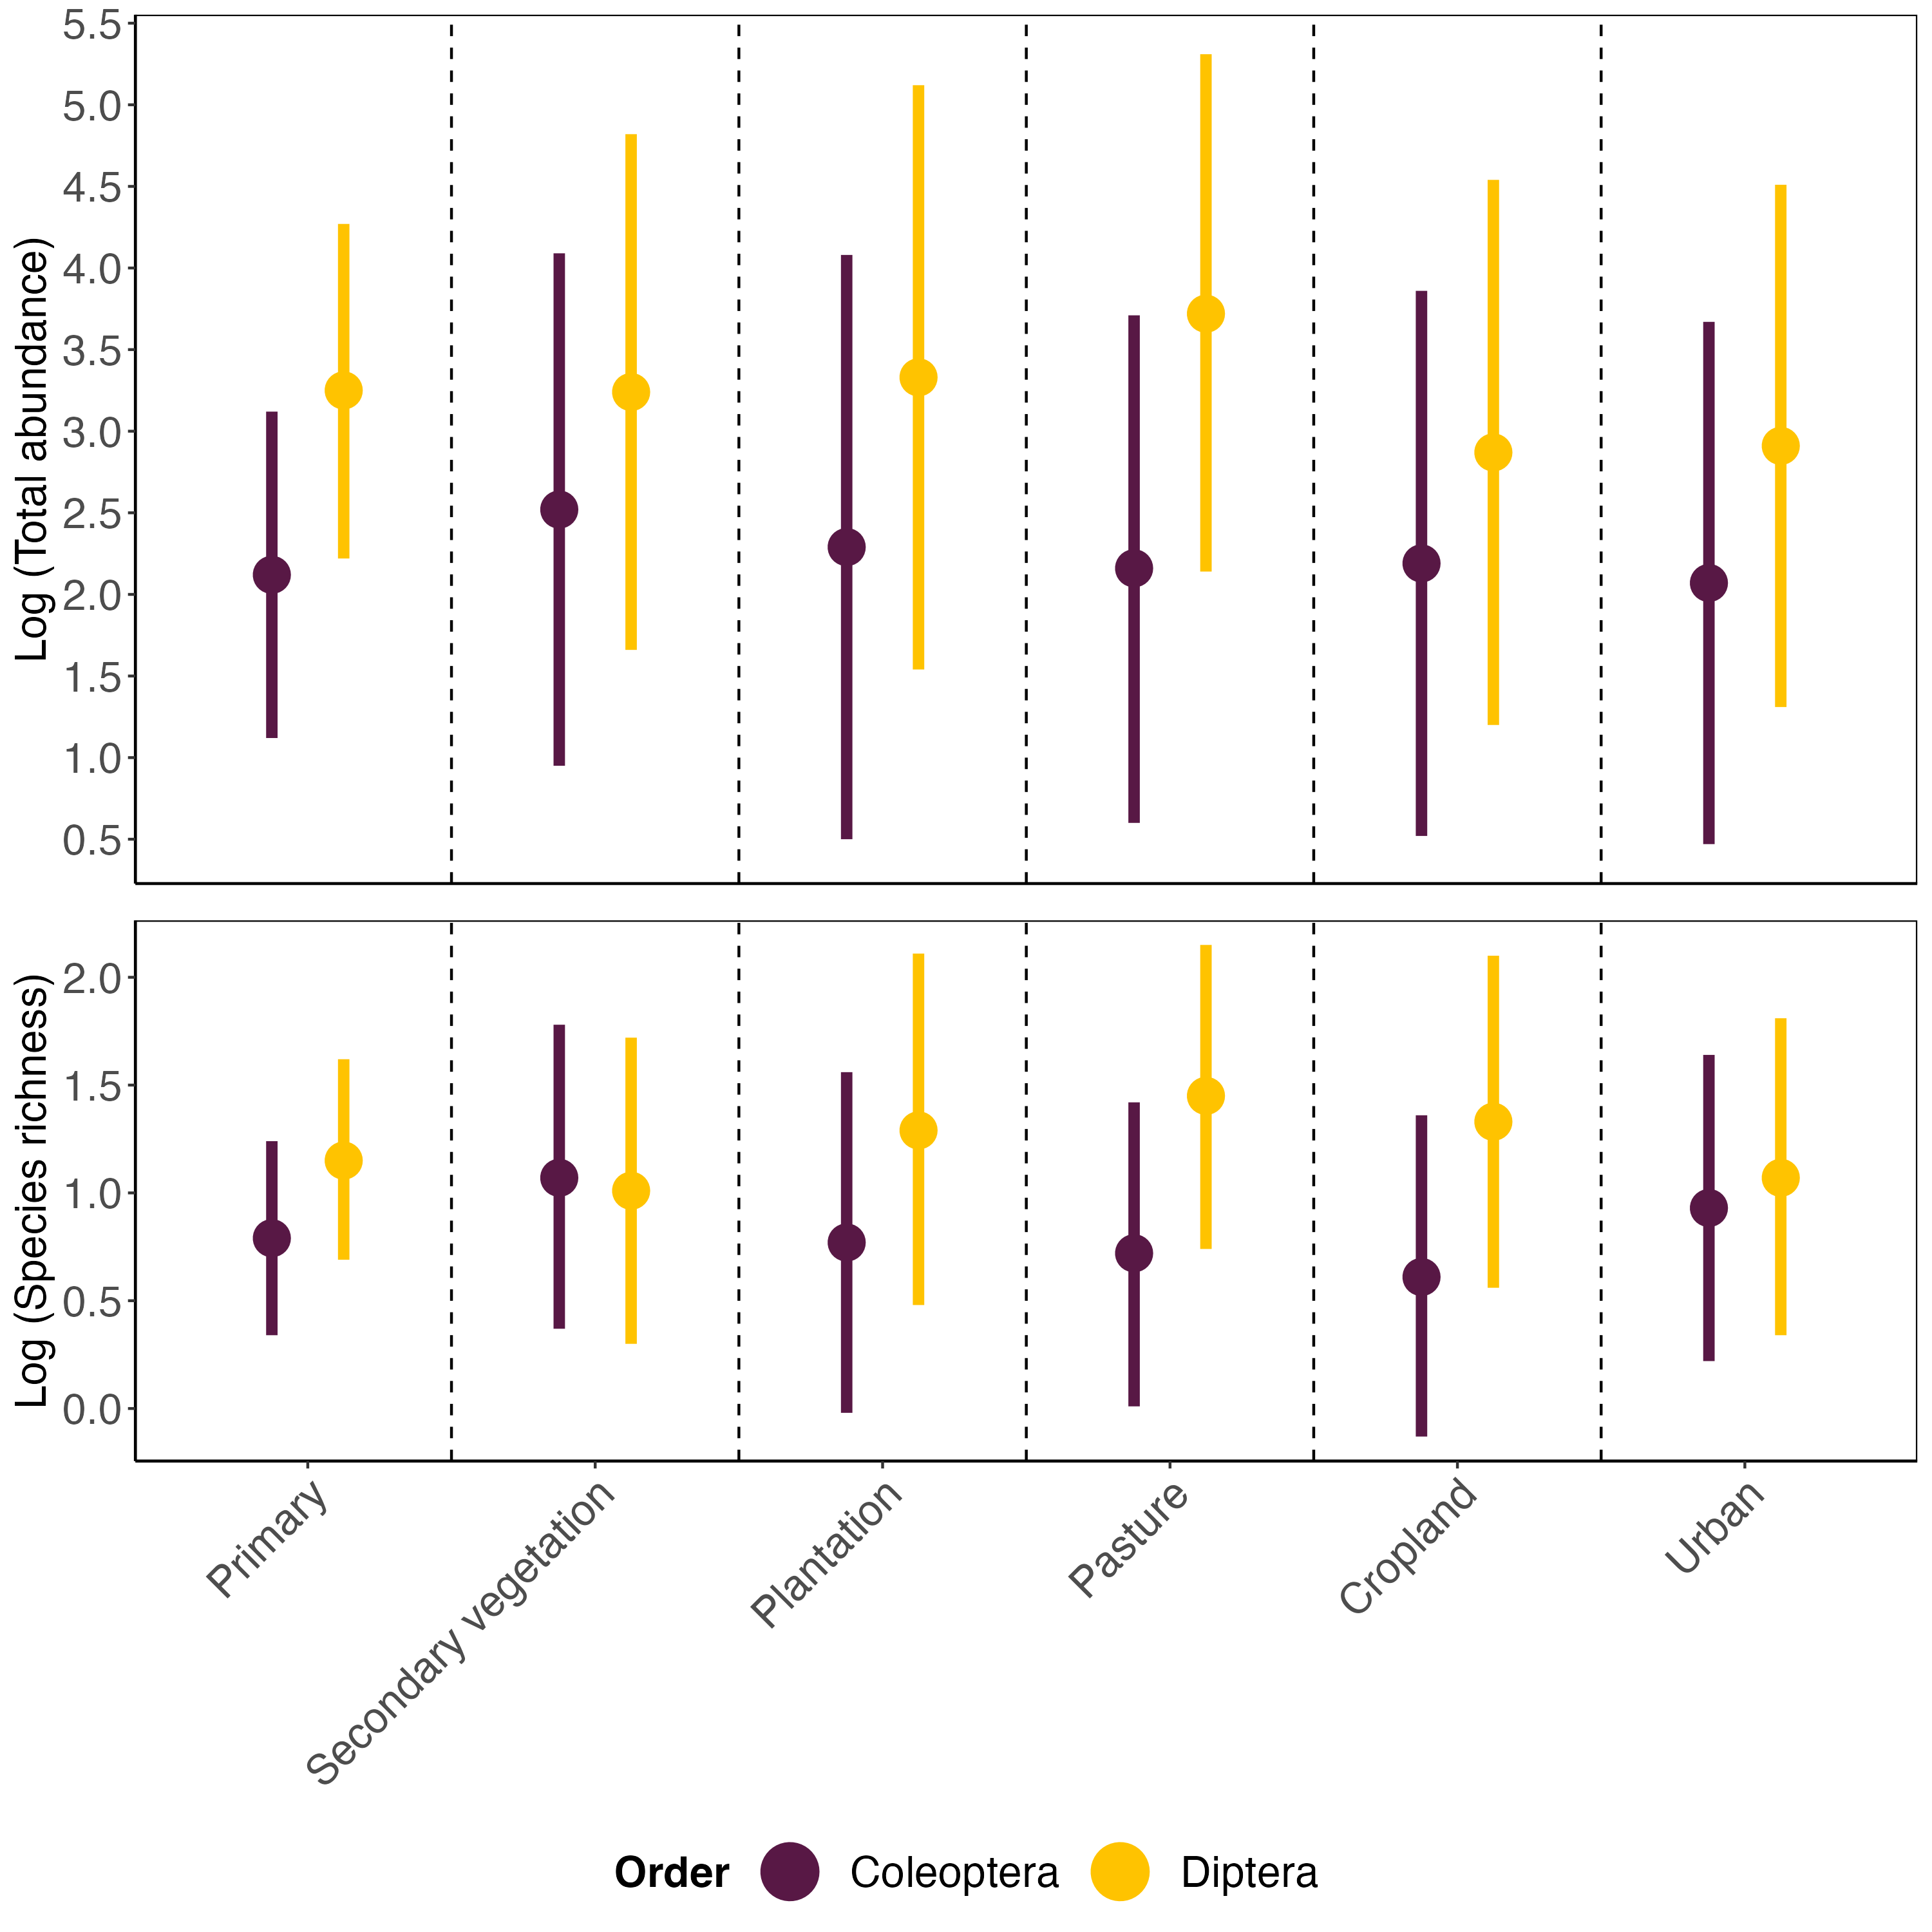 Log (Total abundance)
5.5
5.0
4.5
4.0
3.5
3.0
2.5
2.0
1.5
1.0
0.5
Log (Species richness)
2.0
1.5
1.0
0.5
0.0
Primary
Secondary vegetation
Plantation
Pasture
Cropland
Urban
Order Coleoptera Diptera